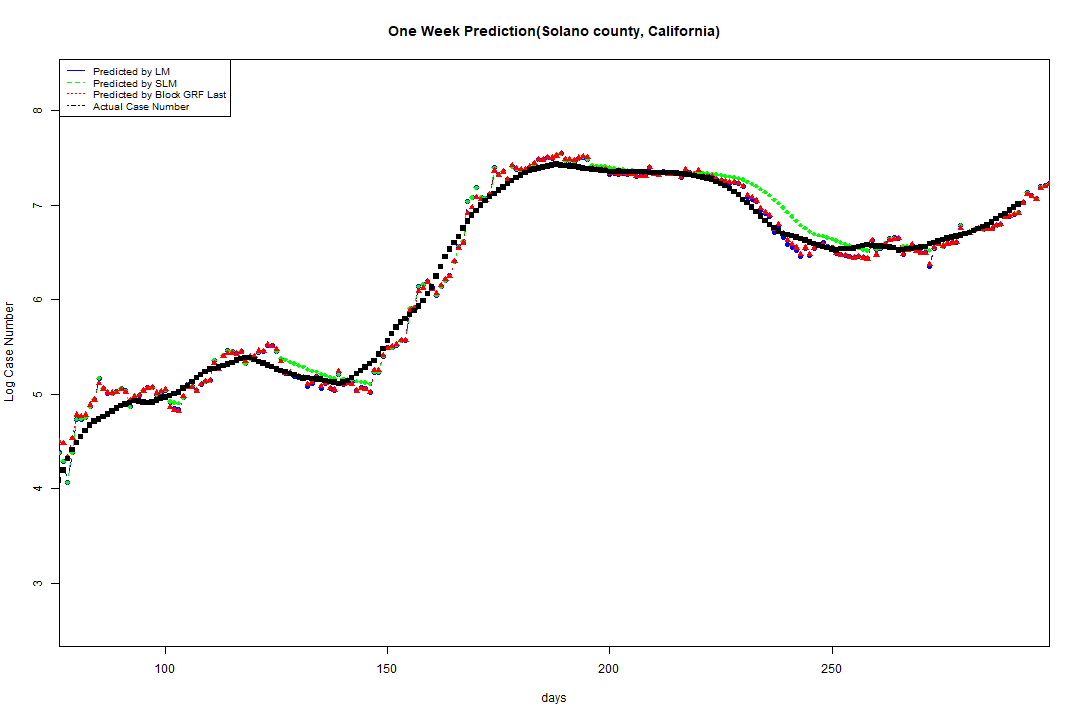 One Week Prediction(Solano county, California)
Predicted by LM
Predicted by SLM
Predicted by Block GRF Last
Actual Case Number
8
7
6
5
4
3
Log Case Number
100 150 200 250
days